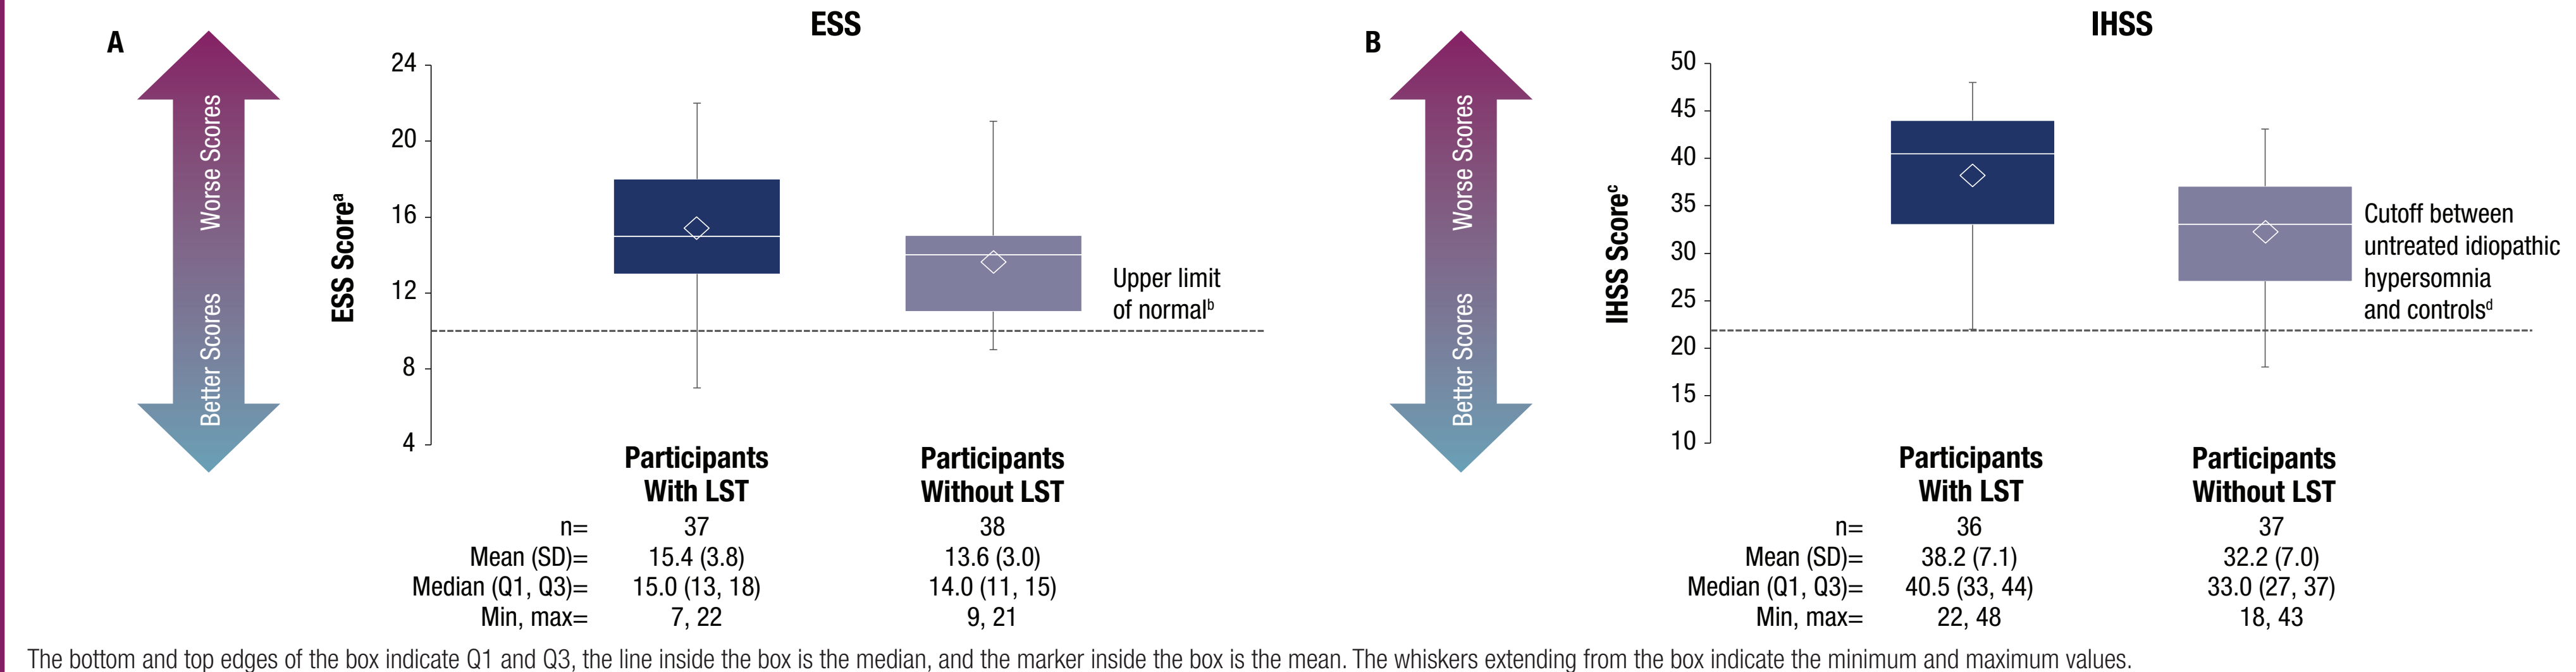 A
ESS
Worse Scores
Better Scores
ESS Scoreᵃ
24
20
16
12
8
4
Upper limit
of normalᵇ
Participants
With LST
Participants
Without LST
n= 37 38
Mean (SD)= 15.4 (3.8) 13.6 (3.0)
Median (Q1, Q3)= 15.0 (13, 18) 14.0 (11, 15)
Min, max= 7, 22 9, 21
B
IHSS
Worse Scores
Better Scores
IHSS Scoreᶜ
50
45
40
35
30
25
20
15
10
Cutoff between
untreated idiopathic
hypersomnia
and controlsᵈ
Participants
With LST
Participants
Without LST
n= 36 37
Mean (SD)= 38.2 (7.1) 32.2 (7.0)
Median (Q1, Q3)= 40.5 (33, 44) 33.0 (27, 37)
Min, max= 22, 48 18, 43
The bottom and top edges of the box indicate Q1 and Q3, the line inside the box is the median, and the marker inside the box is the mean. The whiskers extending from the box indicate the minimum and maximum values.